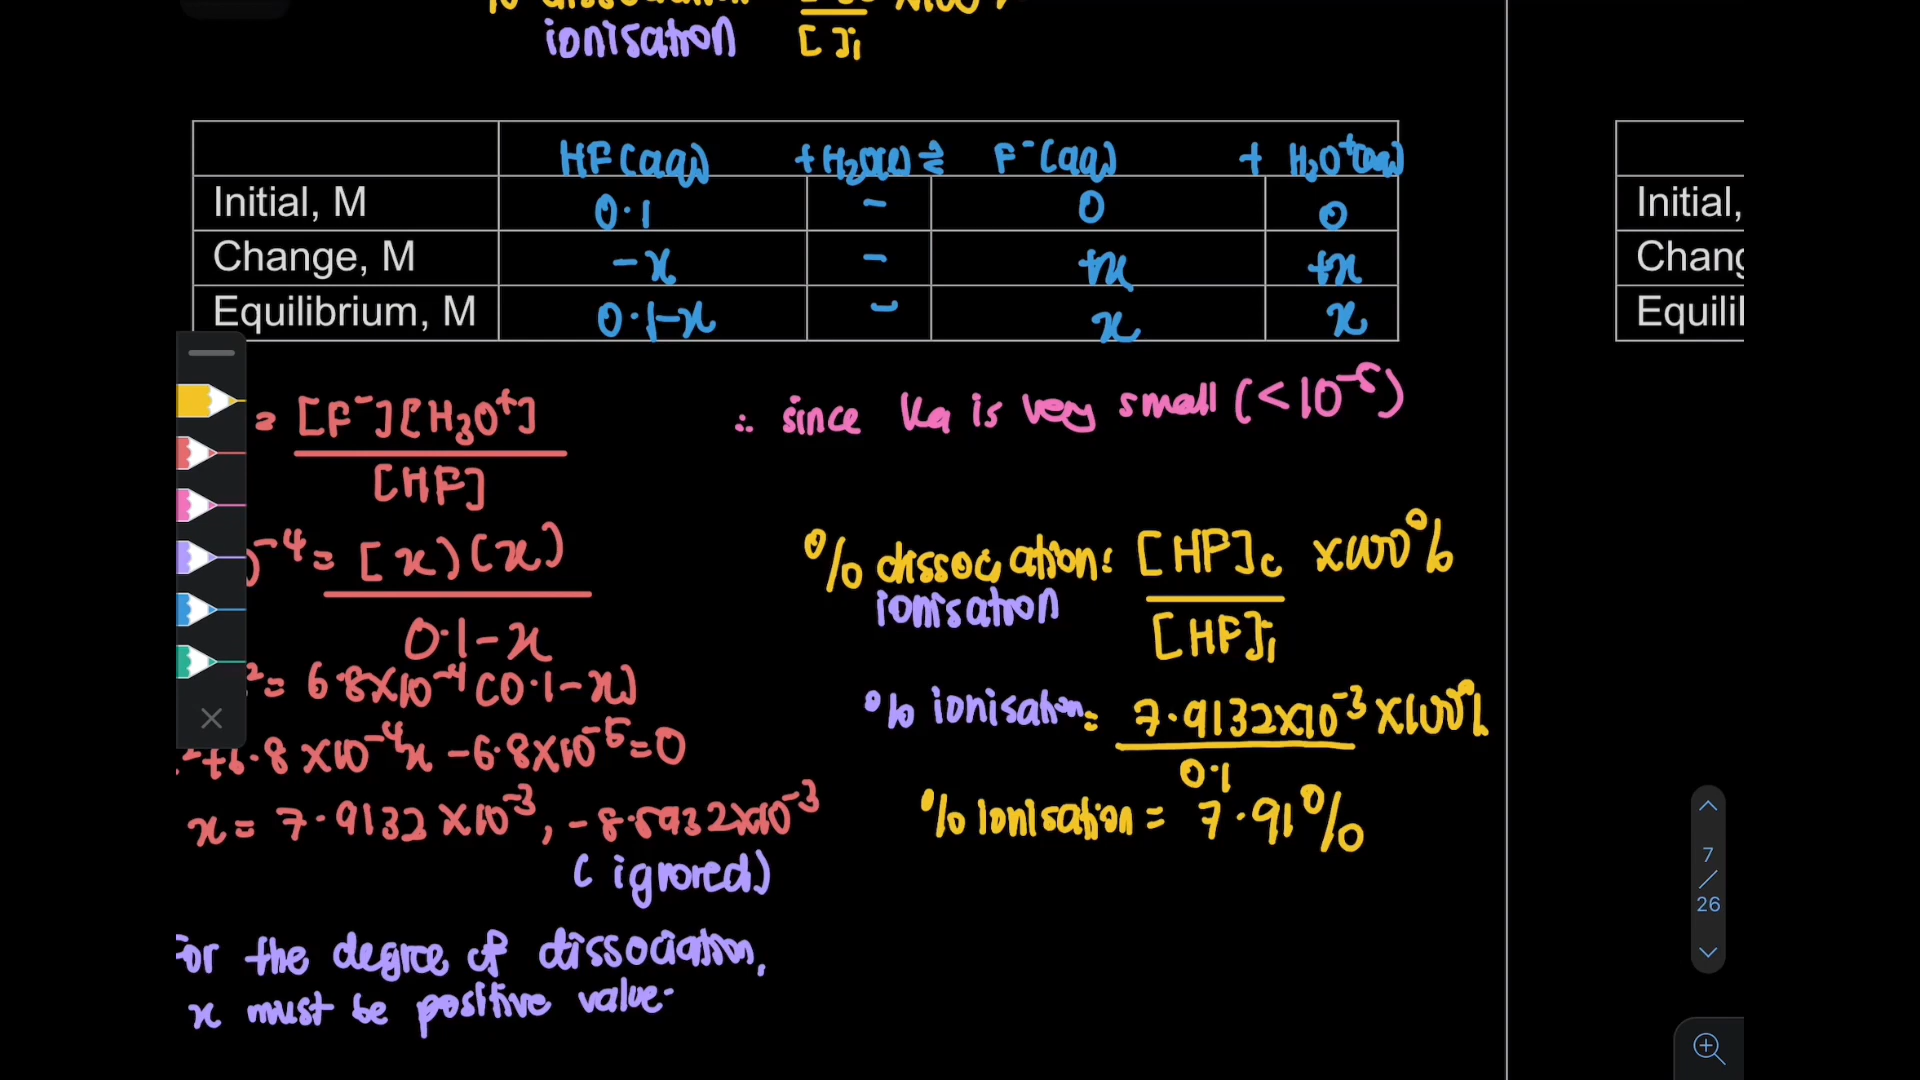 ionisation [ ]i
HF(aq) + H₂O(l) ⇌ F⁻(aq) + H₃O⁺(aq)
Initial, M 0.1 - 0 0
Change, M -x - +x +x
Equilibrium, M 0.1-x - x x
Initial,
Equilil
= [F⁻][H₃O⁺]
[HF]
∴ since Ka is very small (<10⁻⁵)
⁻⁴ = [x)(x)
0.1-x
²= 6.8x10⁻⁴ (0.1-x)
²+6.8x10⁻⁴x -6.8x10⁻⁵=0
x= 7.9132x10⁻³, -8.5932x10⁻³
(ignored)
For the degree of dissociation,
x must be positive value.
% dissociation: [HF]c x100%
ionisation [HF]i
% ionisation= 7.9132x10⁻³ x100%
0.1
% ionisation = 7.91%
7
/
26